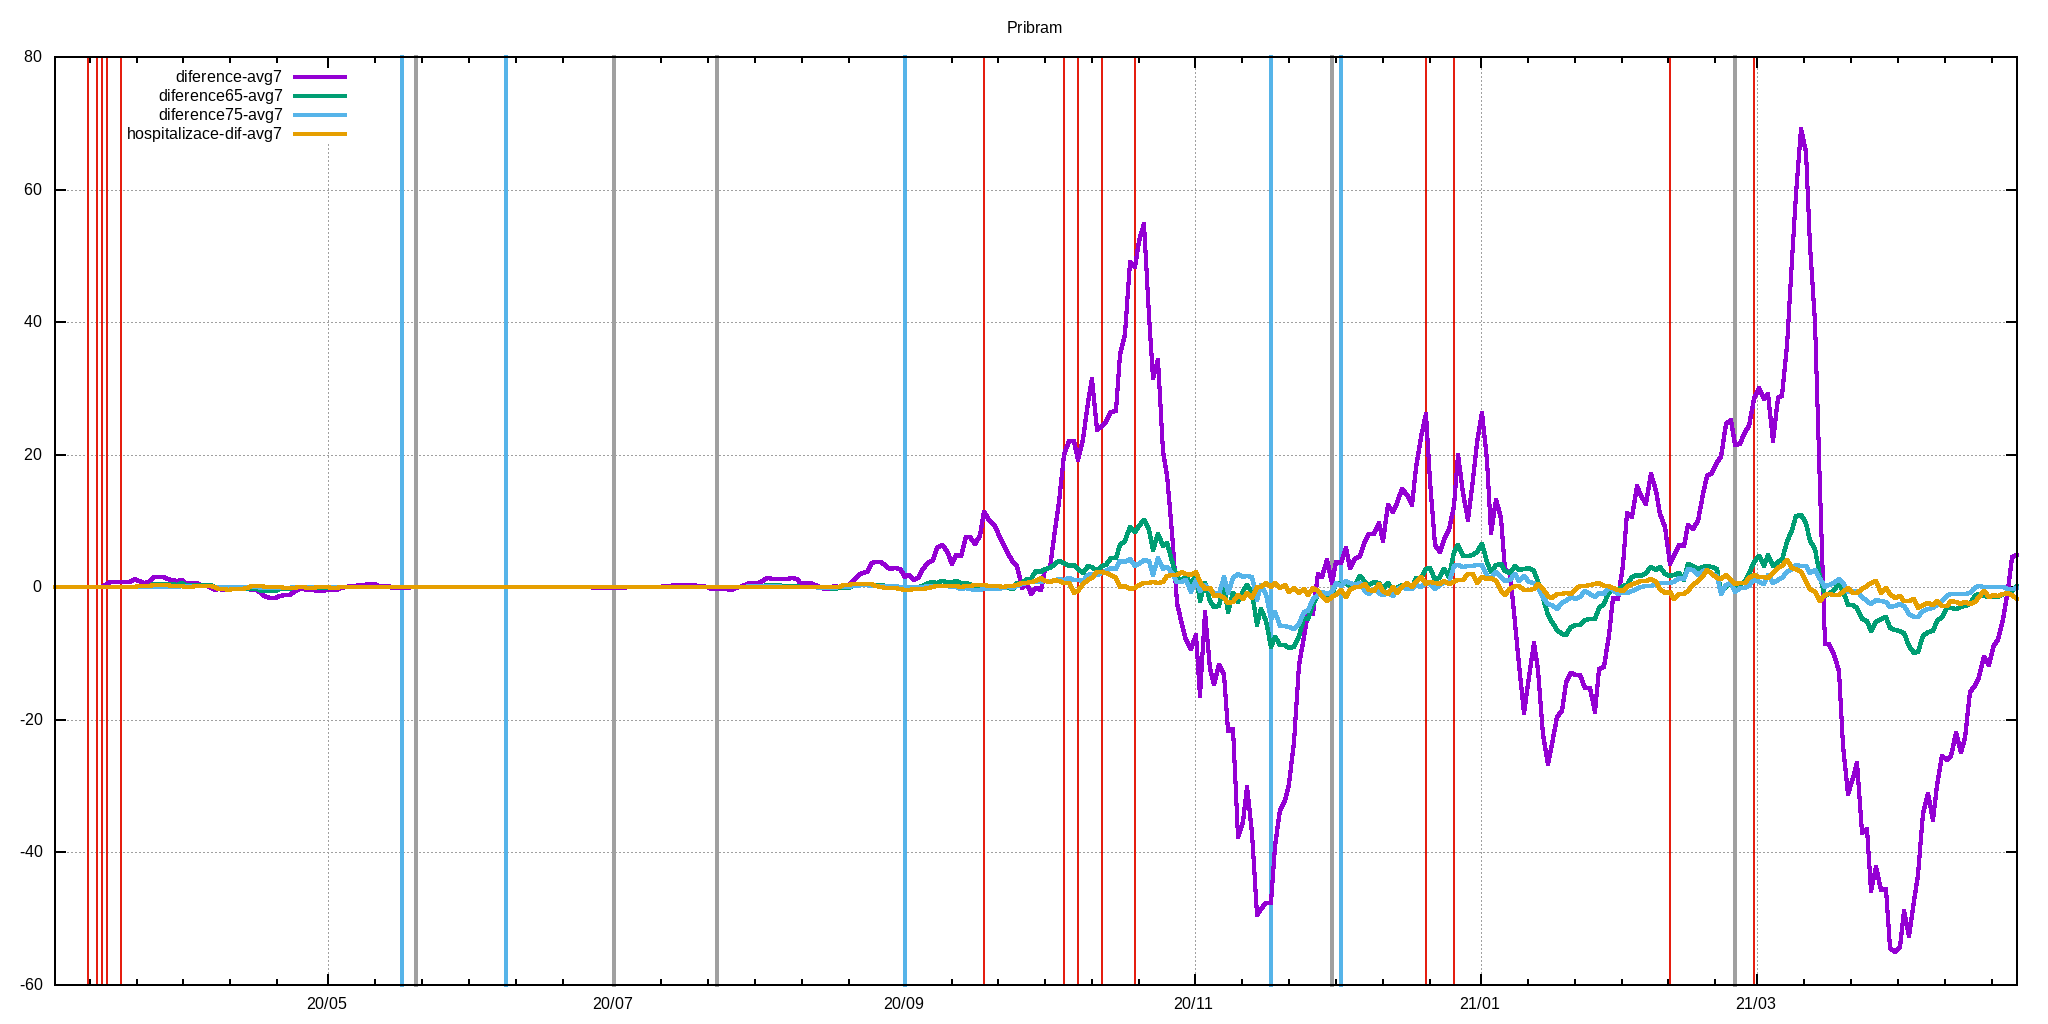 Pribram
diference-avg7
diference65-avg7
diference75-avg7
hospitalizace-dif-avg7
80
60
40
20
0
-20
-40
-60
20/05 20/07 20/09 20/11 21/01 21/03